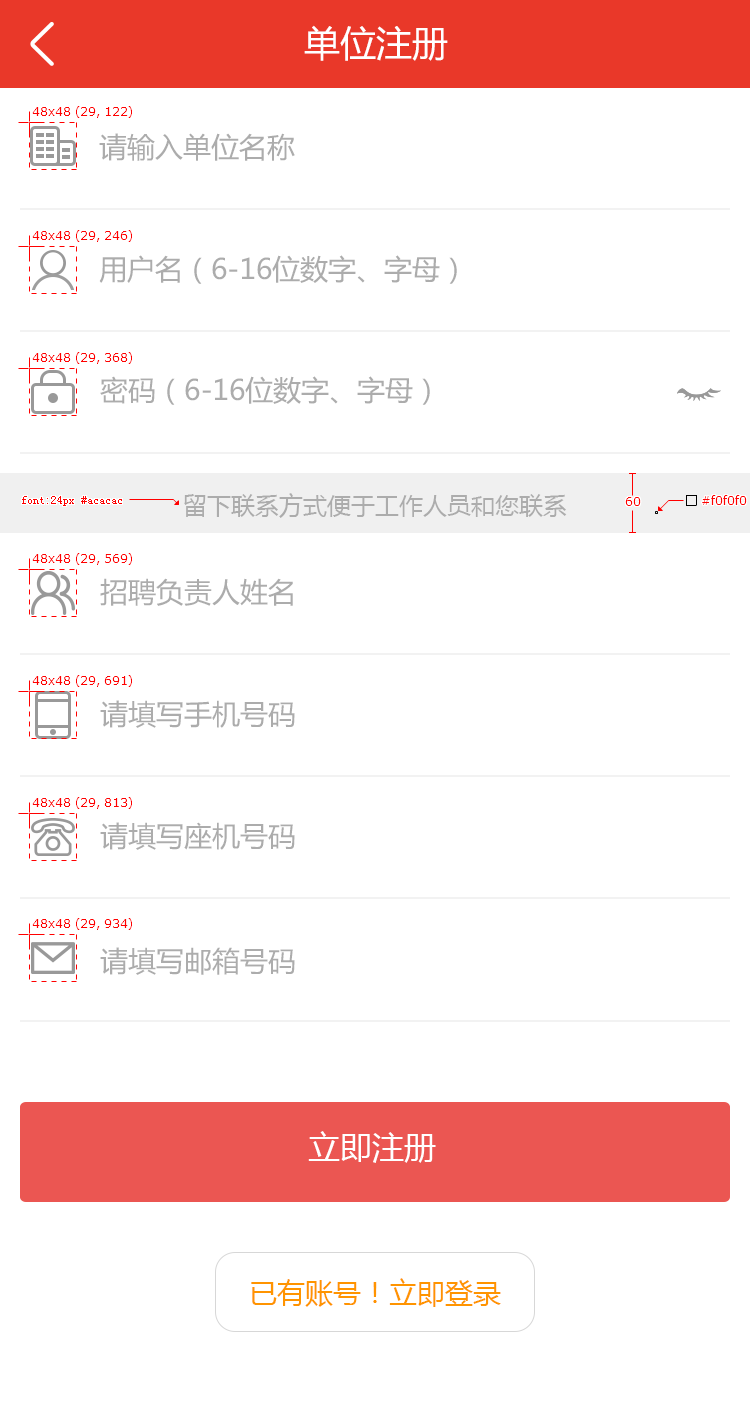 单位注册
48x48 (29, 122)
请输入单位名称
48x48 (29, 246)
用户名（6-16位数字、字母）
48x48 (29, 368)
密码（6-16位数字、字母）
font:24px #acacac
留下联系方式便于工作人员和您联系
60
#f0f0f0
48x48 (29, 569)
招聘负责人姓名
48x48 (29, 691)
请填写手机号码
48x48 (29, 813)
请填写座机号码
48x48 (29, 934)
请填写邮箱号码
立即注册
已有账号！立即登录